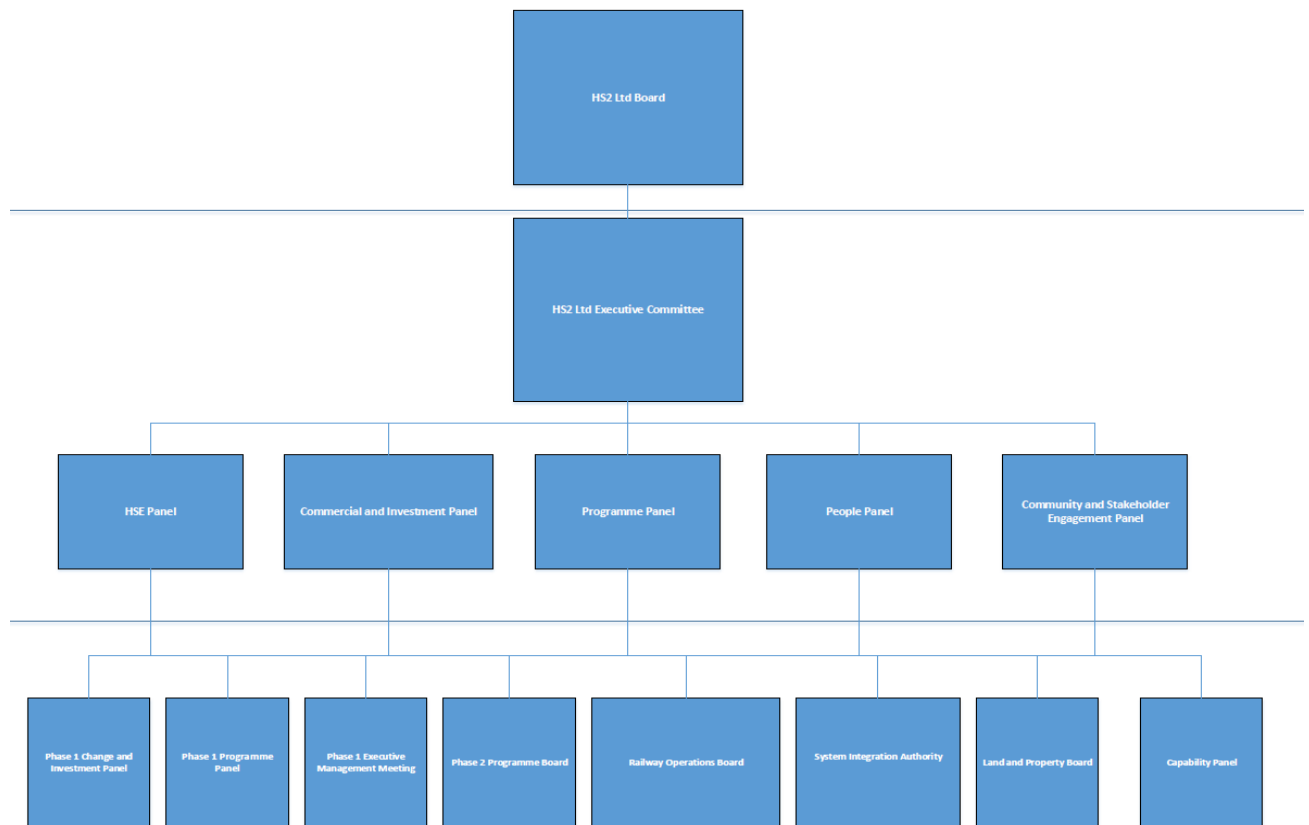 HS2 Ltd Board
HS2 Ltd Executive Committee
HSE Panel
Commercial and Investment Panel
Programme Panel
People Panel
Community and Stakeholder
Engagement Panel
Phase 1 Change and
Investment Panel
Phase 1 Programme
Panel
Phase 1 Executive
Management Meeting
Phase 2 Programme Board
Railway Operations Board
System Integration Authority
Land and Property Board
Capability Panel